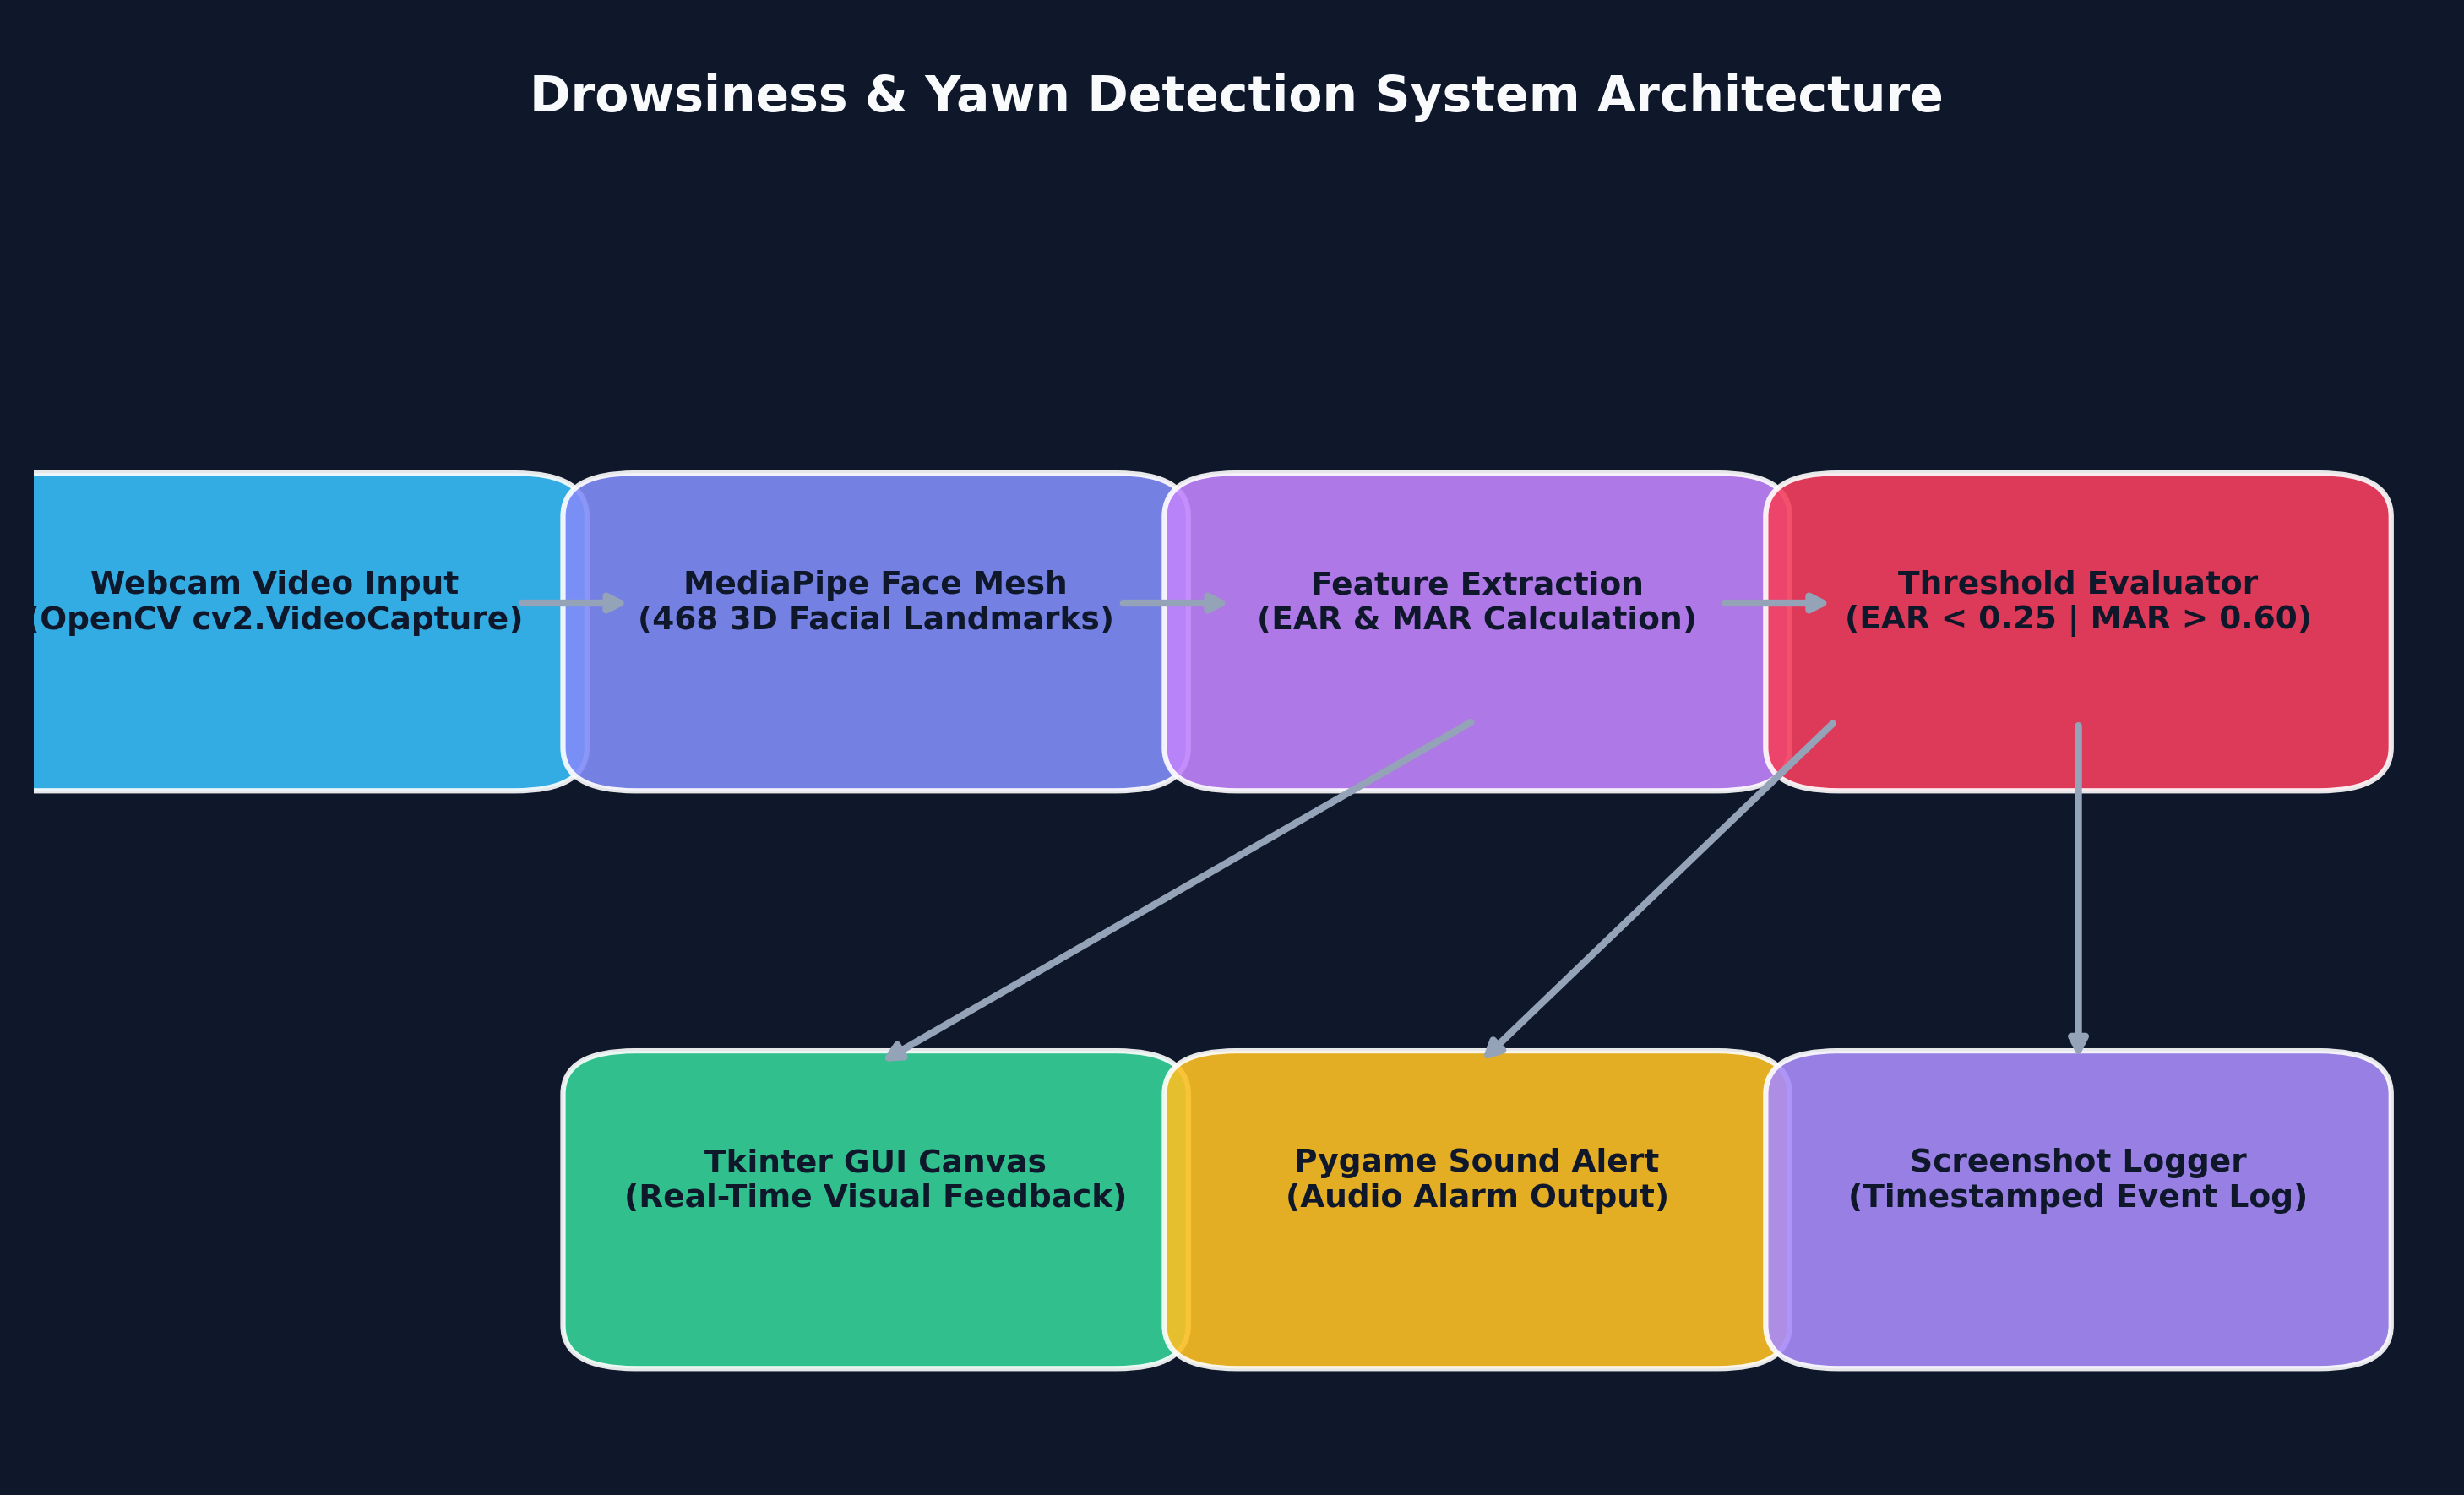 Drowsiness & Yawn Detection System Architecture
Webcam Video Input
(OpenCV cv2.VideoCapture)
MediaPipe Face Mesh
(468 3D Facial Landmarks)
Feature Extraction
(EAR & MAR Calculation)
Threshold Evaluator
(EAR < 0.25 | MAR > 0.60)
Tkinter GUI Canvas
(Real-Time Visual Feedback)
Pygame Sound Alert
(Audio Alarm Output)
Screenshot Logger
(Timestamped Event Log)